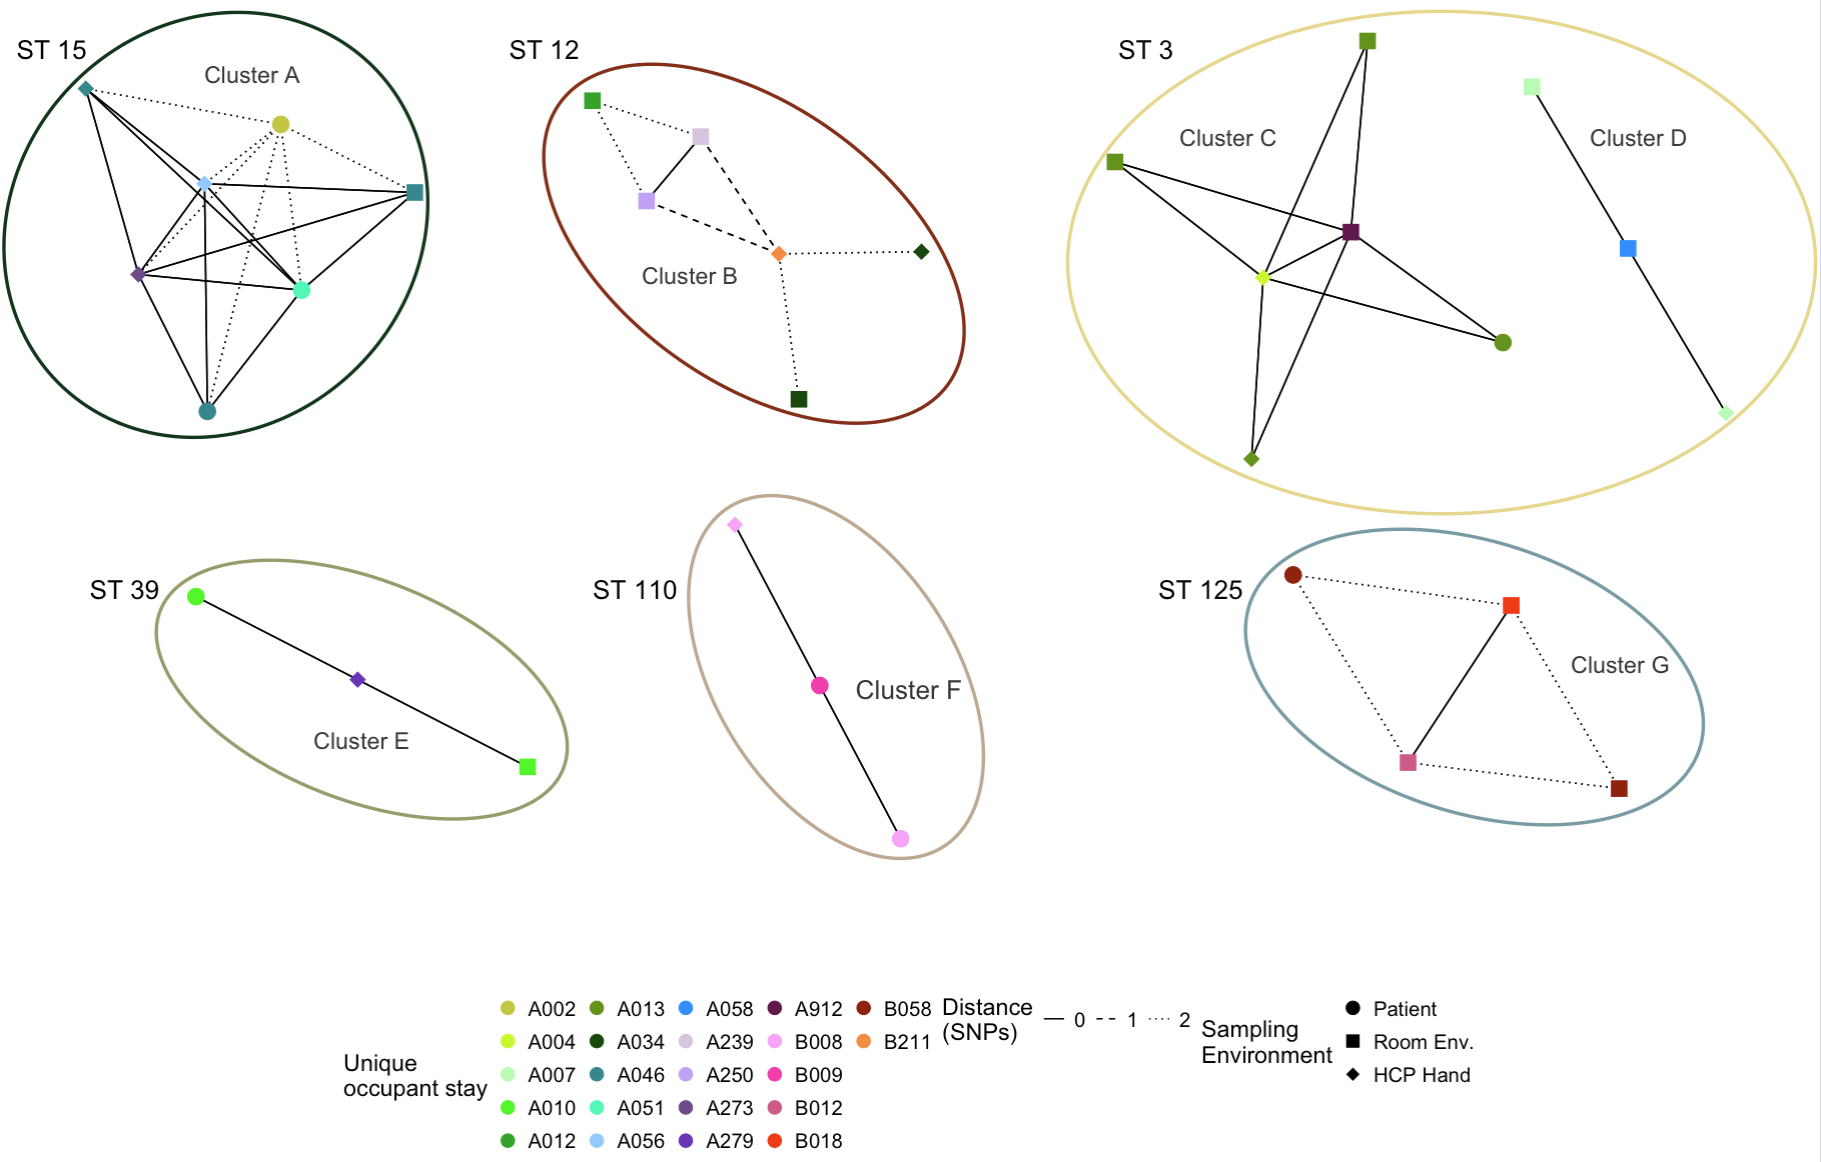 ST 15
Cluster A
ST 12
Cluster B
ST 3
Cluster C
Cluster D
ST 39
Cluster E
ST 110
Cluster F
ST 125
Cluster G
Unique
occupant stay
A002 A013 A058 A912 B058
A004 A034 A239 B008 B211
A007 A046 A250 B009
A010 A051 A273 B012
A012 A056 A279 B018
Distance
(SNPs)
0 1 2
Sampling
Environment
Patient
Room Env.
HCP Hand